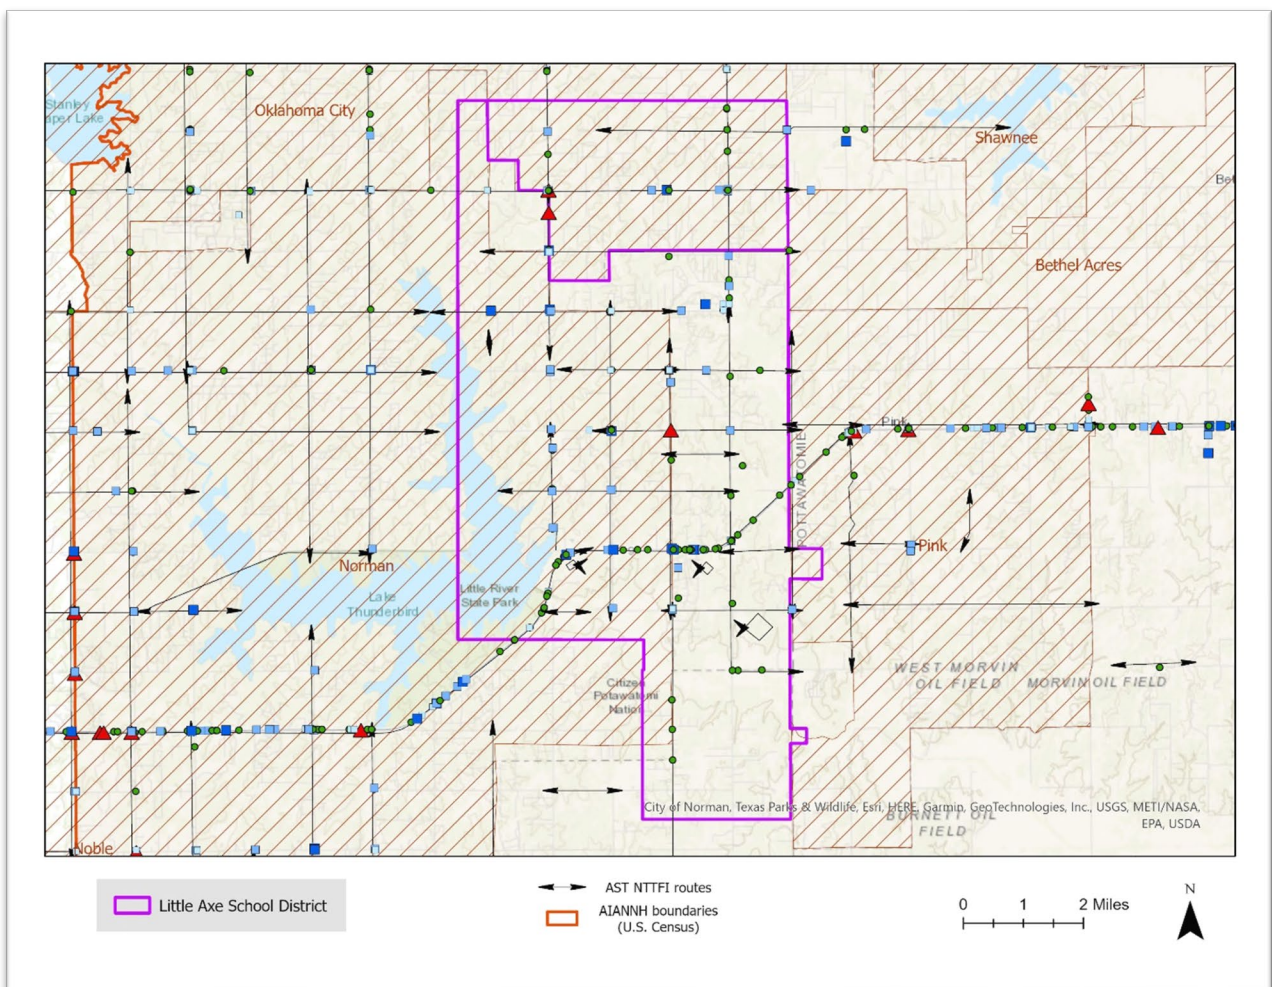 Stanley
aper Lake
Oklahoma City
Shawnee
Bet
Bethel Acres
Pink
POTTAWATOMIE
Pink
Norman
Lake
Thunderbird
Little River
State Park
Citizen
Potawatomi
Nation
WEST MORVIN
OIL FIELD
MORVIN OIL FIELD
City of Norman, Texas Parks & Wildlife, Esri, HERE, Garmin, GeoTechnologies, Inc., USGS, METI/NASA,
EPA, USDA
BURNETT OIL
FIELD
Noble
Little Axe School District
AST NTTFI routes
AIANNH boundaries
(U.S. Census)
0 1 2 Miles
N